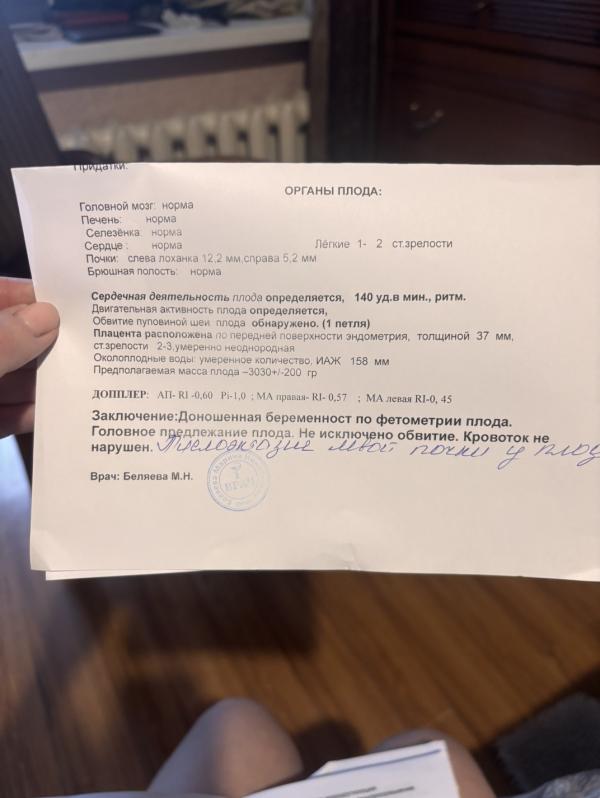 Придатки:
ОРГАНЫ ПЛОДА:
Головной мозг: норма
Печень: норма
Селезёнка: норма
Сердце : норма Лёгкие 1- 2 ст.зрелости
Почки: слева лоханка 12,2 мм,справа 5,2 мм
Брюшная полость: норма
Сердечная деятельность плода определяется, 140 уд.в мин., ритм.
Двигательная активность плода определяется,
Обвитие пуповиной шеи плода обнаружено. (1 петля)
Плацента расположена по передней поверхности эндометрия, толщиной 37 мм,
ст.зрелости 2-3,умеренно неоднородная
Околоплодные воды: умеренное количество, ИАЖ 158 мм
Предполагаемая масса плода –3030+/-200 гр
ДОППЛЕР: АП- RI -0,60 Pi-1,0 ; МА правая- RI- 0,57 ; МА левая RI-0, 45
Заключение:Доношенная беременност по фетометрии плода.
Головное предлежание плода. Не исключено обвитие. Кровоток не
нарушен. Пиелоэктазия левой почки у плод
Врач: Беляева М.Н.
ВРАЧ